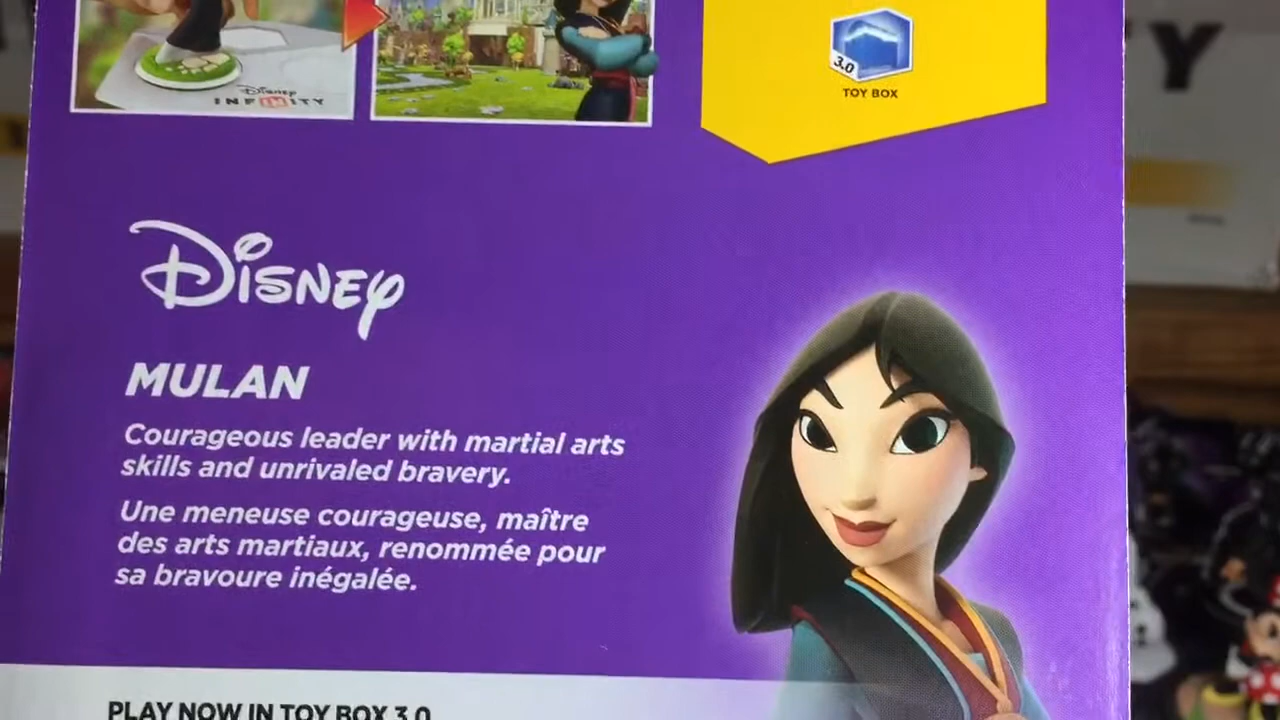 Disney
INFINITY
3.0
TOY BOX
Y
Disney
MULAN
Courageous leader with martial arts
skills and unrivaled bravery.
Une meneuse courageuse, maître
des arts martiaux, renommée pour
sa bravoure inégalée.
PLAY NOW IN TOY BOX 3.0